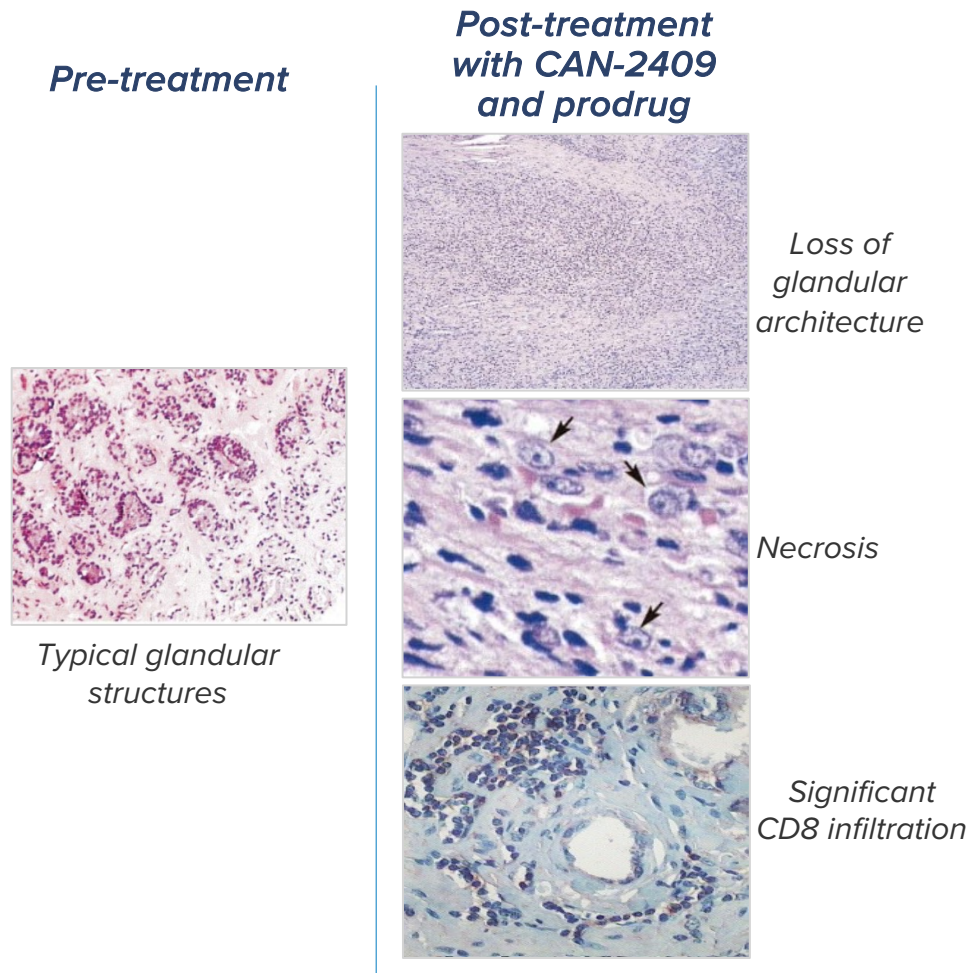 Pre-treatment
Typical glandular
structures
Post-treatment
with CAN-2409
and prodrug
Loss of
glandular
architecture
Necrosis
Significant
CD8 infiltration